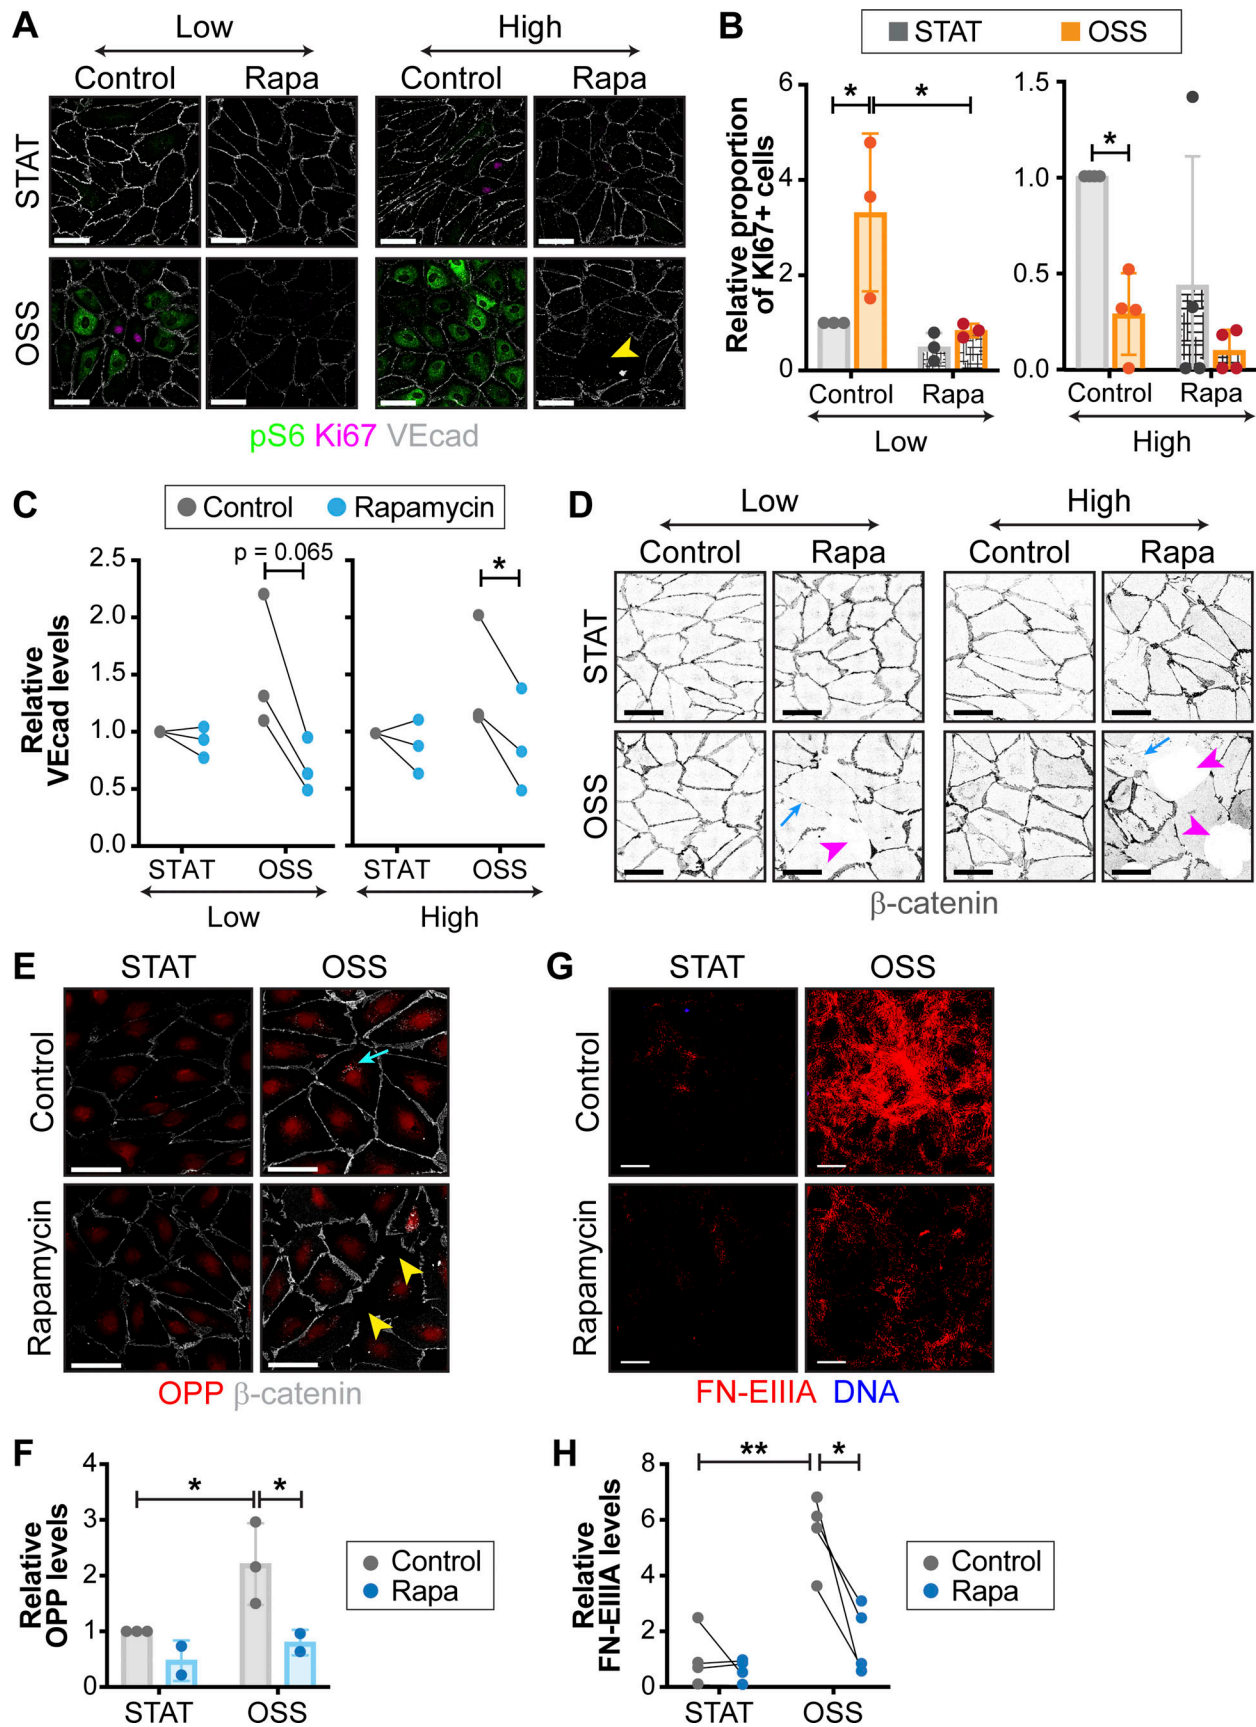 A
Low
High
Control
Rapa
Control
Rapa
STAT
OSS
pS6 Ki67 VEcad
B
STAT
OSS
Relative proportion
of KI67+ cells
6
4
2
0
*
*
Control
Rapa
Low
1.5
1.0
0.5
0.0
*
Control
Rapa
High
C
Control
Rapamycin
Relative
VEcad levels
2.5
2.0
1.5
1.0
0.5
0.0
p = 0.065
*
STAT
OSS
STAT
OSS
Low
High
D
Low
High
Control
Rapa
Control
Rapa
STAT
OSS
β-catenin
E
STAT
OSS
Control
Rapamycin
OPP β-catenin
G
STAT
OSS
Control
Rapamycin
FN-EIIIA DNA
F
Relative
OPP levels
4
3
2
1
0
*
*
STAT
OSS
Control
Rapa
H
Relative
FN-EIIIA levels
8
6
4
2
0
**
*
STAT
OSS
Control
Rapa